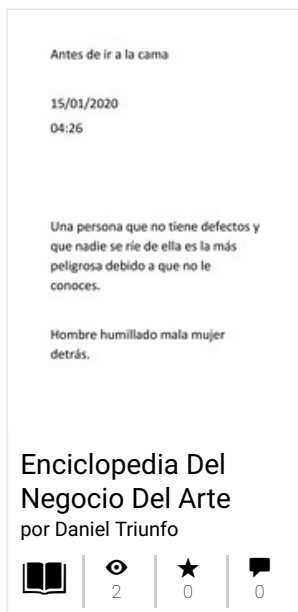 Antes de ir a la cama
15/01/2020
04:26
Una persona que no tiene defectos y
que nadie se ríe de ella es la más
peligrosa debido a que no le
conoces.
Hombre humillado mala mujer
detrás.
Enciclopedia Del
Negocio Del Arte
por Daniel Triunfo
2
0
0